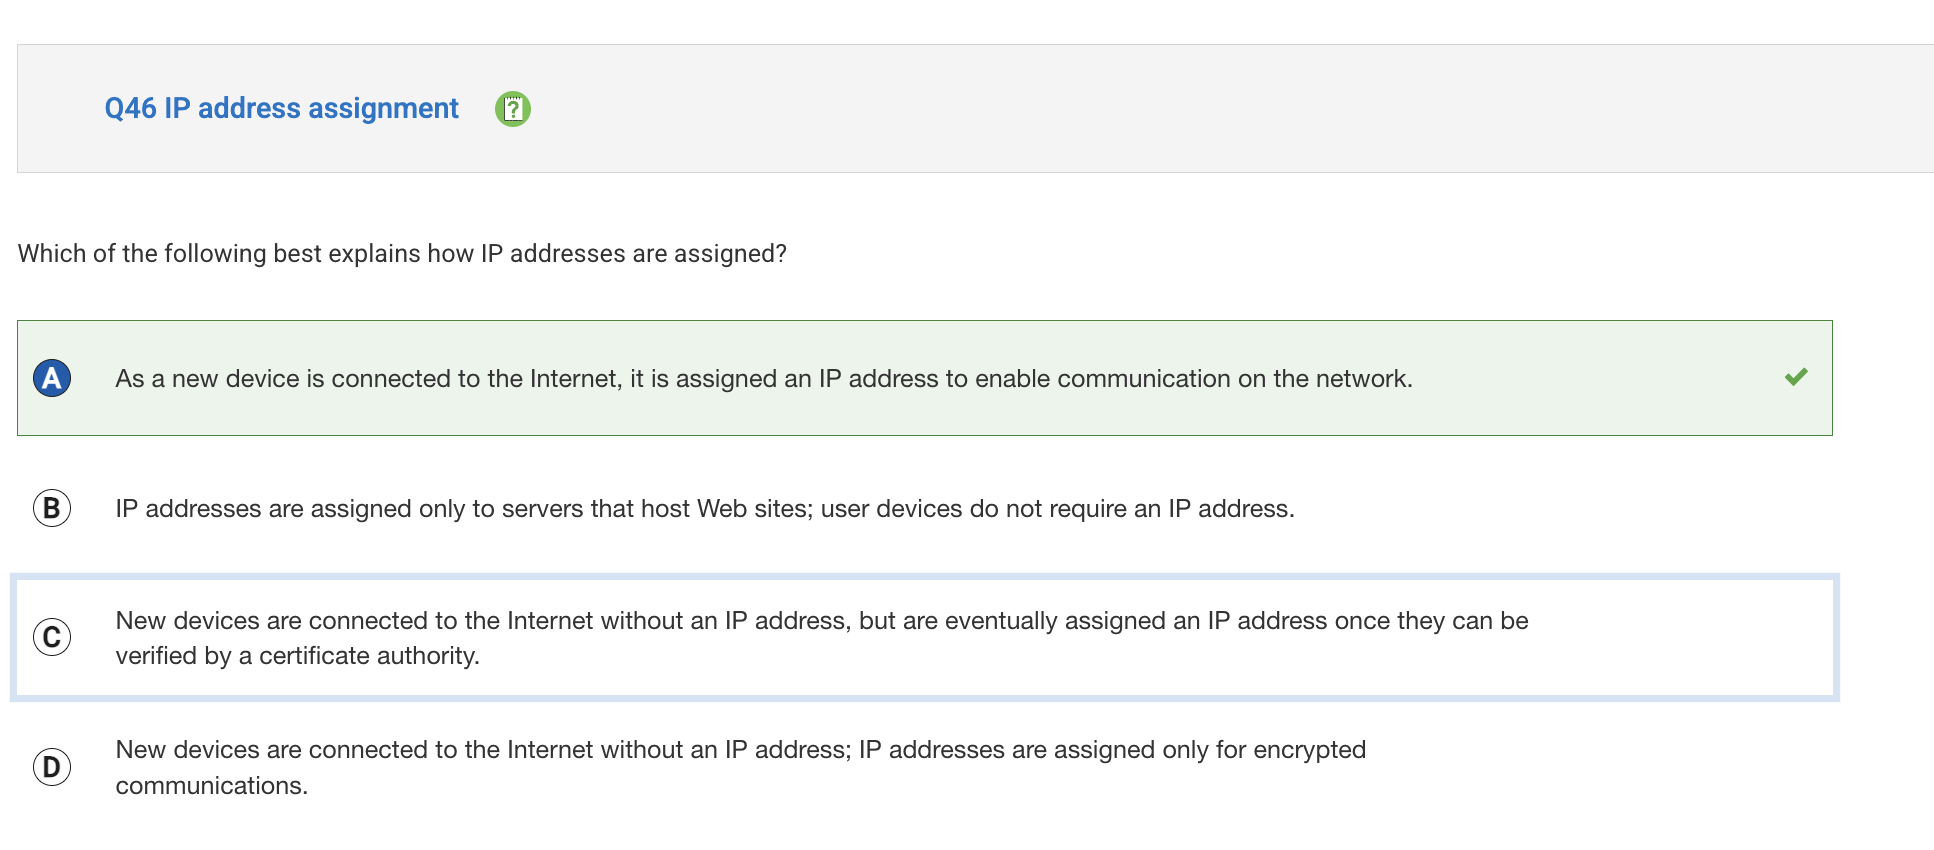 Q46 IP address assignment ?
Which of the following best explains how IP addresses are assigned?
A As a new device is connected to the Internet, it is assigned an IP address to enable communication on the network.
B IP addresses are assigned only to servers that host Web sites; user devices do not require an IP address.
C New devices are connected to the Internet without an IP address, but are eventually assigned an IP address once they can be
verified by a certificate authority.
D New devices are connected to the Internet without an IP address; IP addresses are assigned only for encrypted
communications.